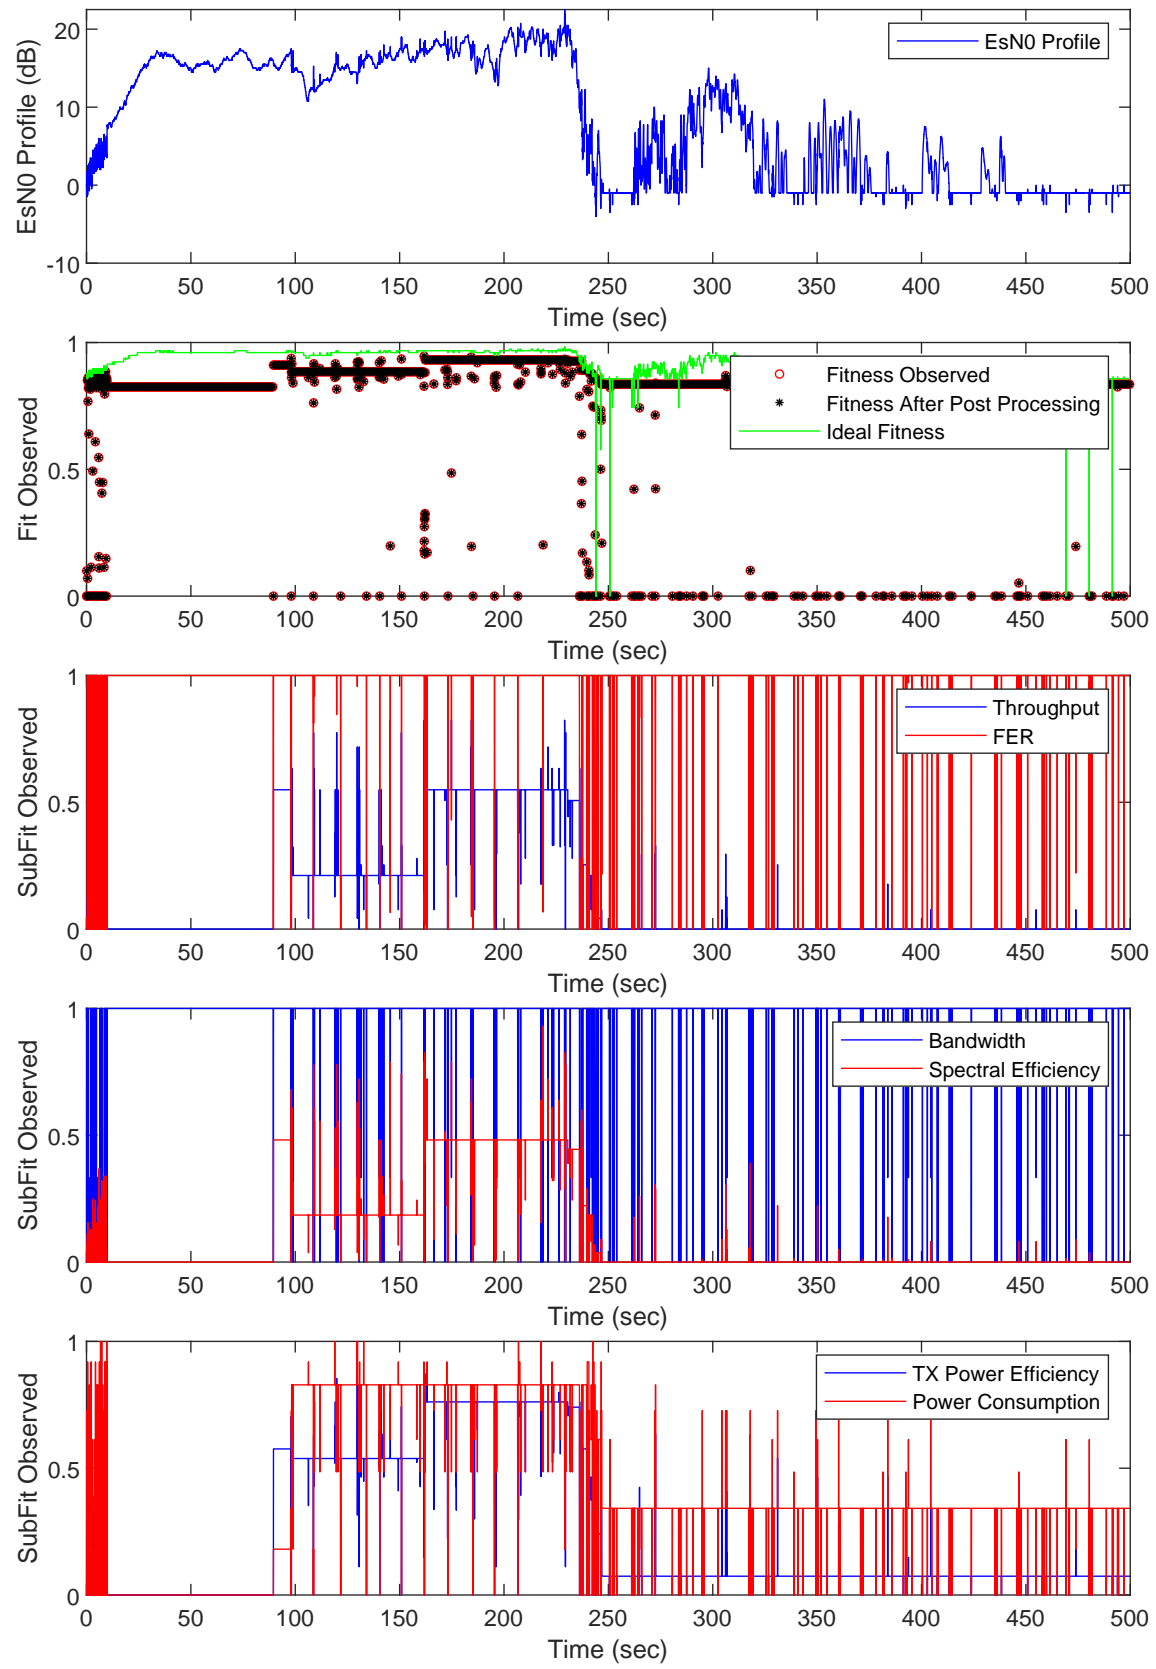 EsN0 Profile (dB)
20
10
0
-10
EsN0 Profile
0 50 100 150 200 250 300 350 400 450 500
Time (sec)
Fit Observed
1
0.5
0
Fitness Observed
Fitness After Post Processing
Ideal Fitness
0 50 100 150 200 250 300 350 400 450 500
Time (sec)
SubFit Observed
1
0.5
0
Throughput
FER
0 50 100 150 200 250 300 350 400 450 500
Time (sec)
SubFit Observed
1
0.5
0
Bandwidth
Spectral Efficiency
0 50 100 150 200 250 300 350 400 450 500
Time (sec)
SubFit Observed
1
0.5
0
TX Power Efficiency
Power Consumption
0 50 100 150 200 250 300 350 400 450 500
Time (sec)